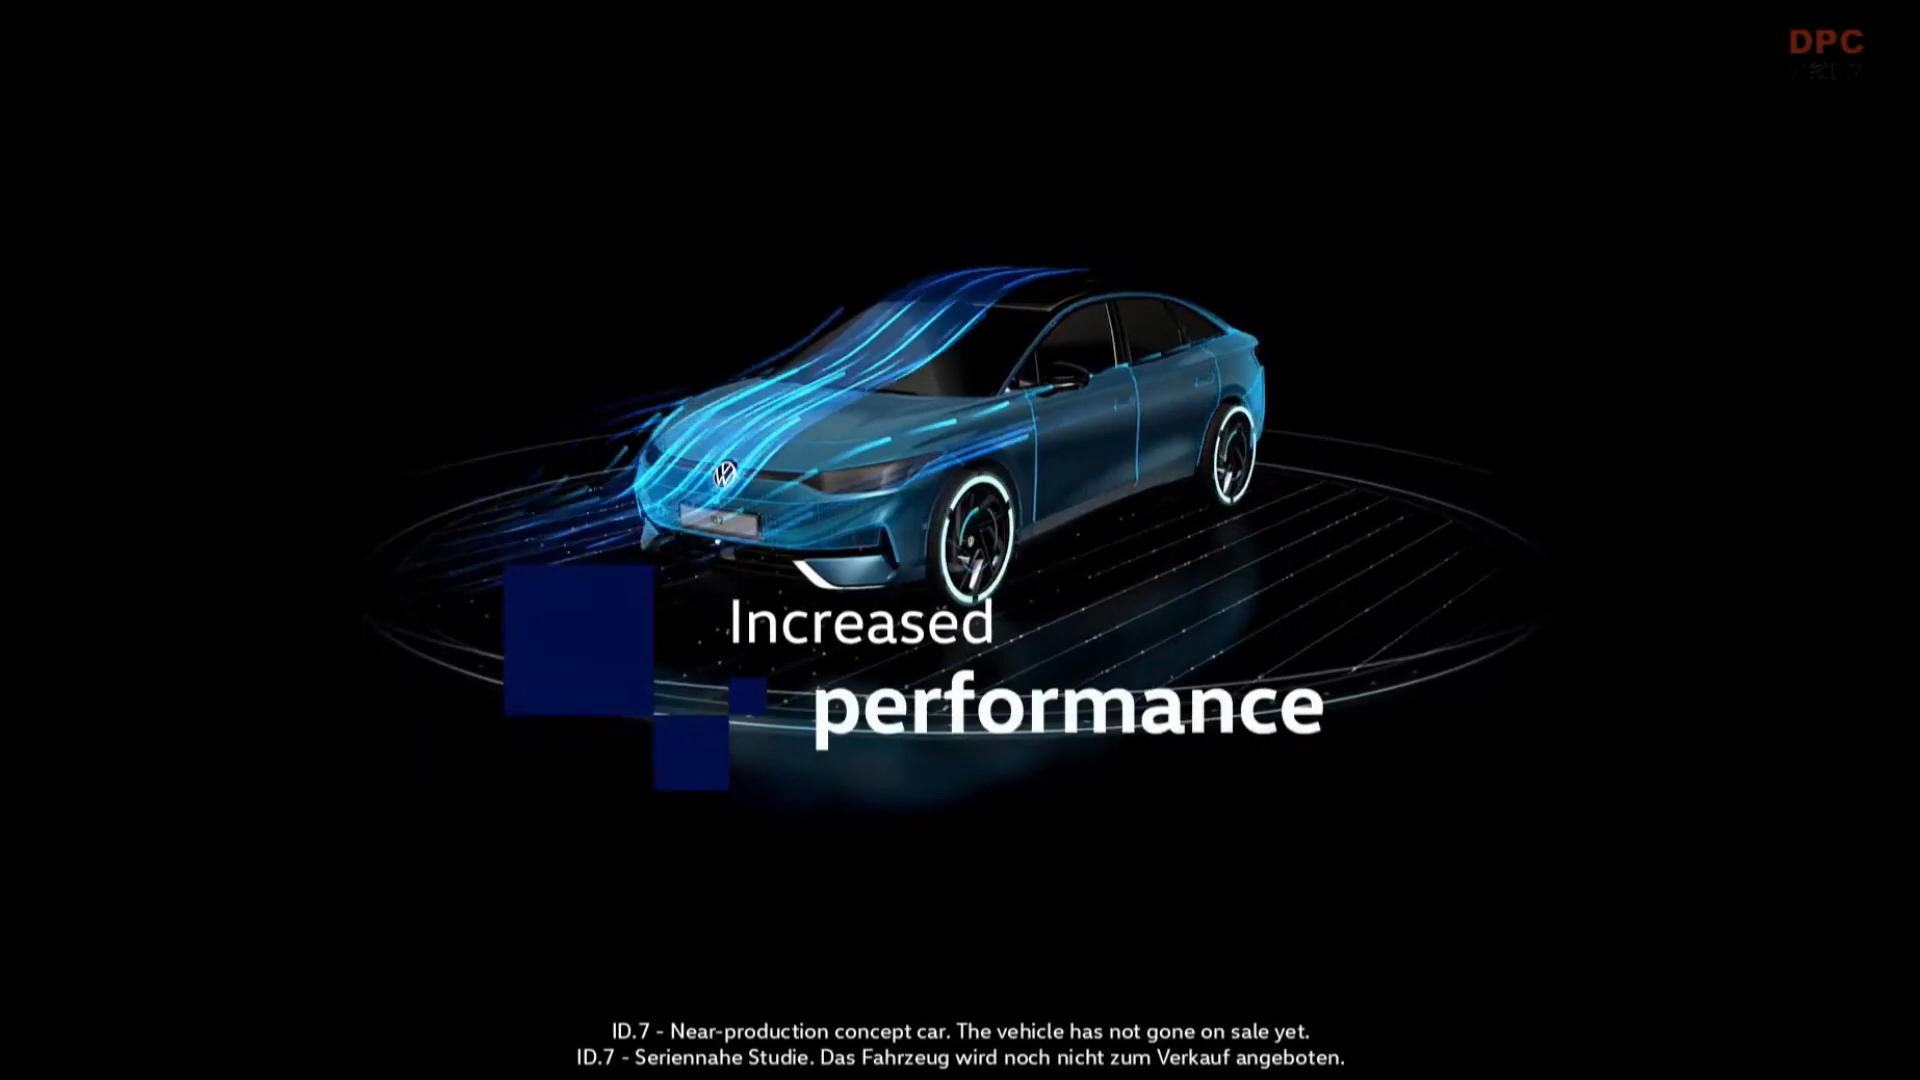 DPC
Increased
performance
ID.7 - Near-production concept car. The vehicle has not gone on sale yet.
ID.7 - Seriennahe Studie. Das Fahrzeug wird noch nicht zum Verkauf angeboten.